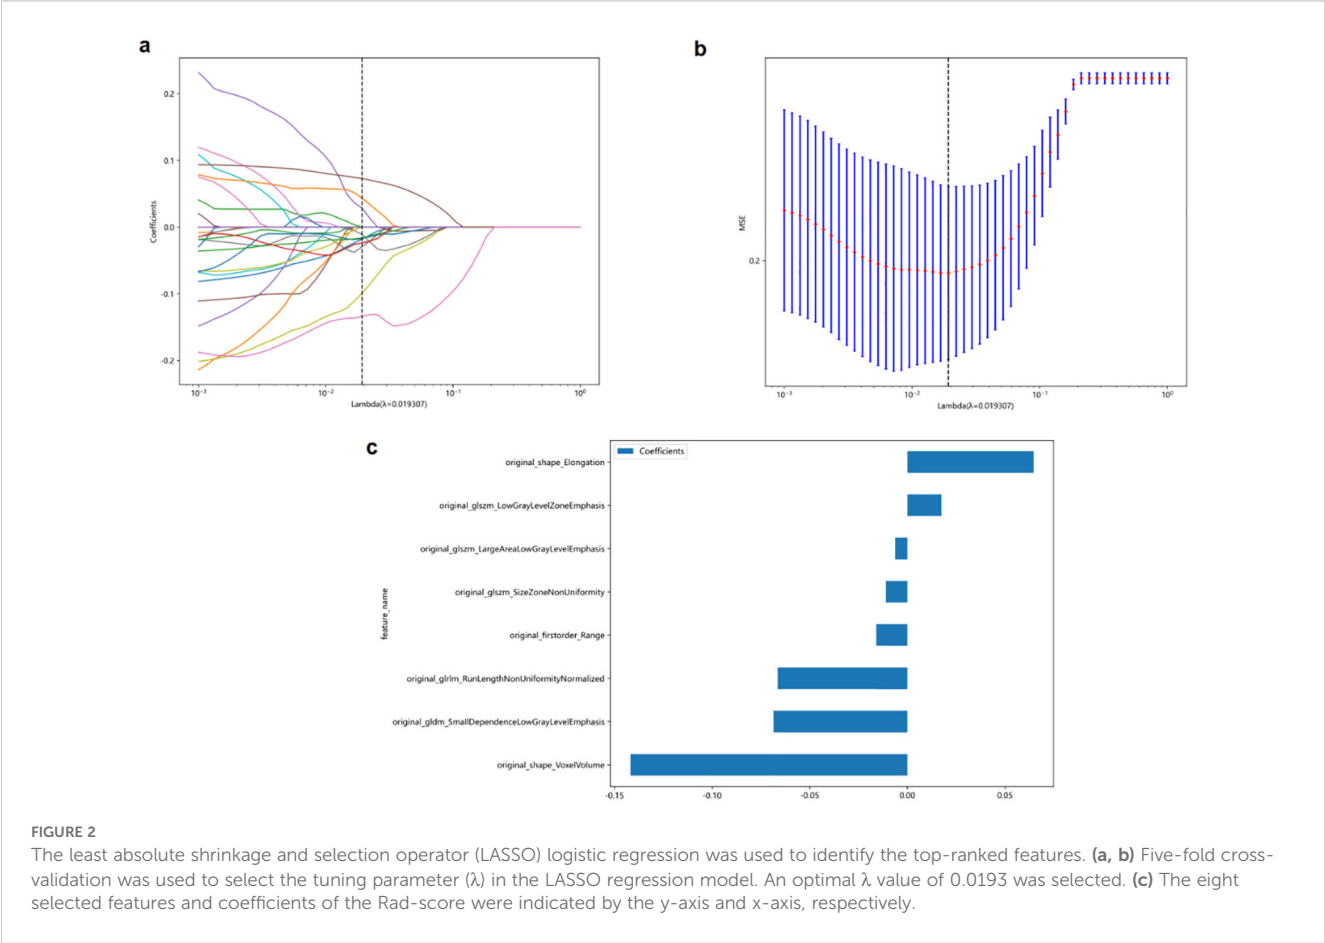 a
0.2
0.1
0.0
-0.1
-0.2
Coefficients
10⁻³
10⁻²
10⁻¹
10⁰
Lambda(λ=0.019307)
b
MSE
0.2
10⁻³
10⁻²
10⁻¹
10⁰
Lambda(λ=0.019307)
c
Coefficients
feature_name
original_shape_Elongation
original_glszm_LowGrayLevelZoneEmphasis
original_glszm_LargeAreaLowGrayLevelEmphasis
original_glszm_SizeZoneNonUniformity
original_firstorder_Range
original_glrlm_RunLengthNonUniformityNormalized
original_gldm_SmallDependenceLowGrayLevelEmphasis
original_shape_VoxelVolume
-0.15
-0.10
-0.05
0.00
0.05
FIGURE 2
The least absolute shrinkage and selection operator (LASSO) logistic regression was used to identify the top-ranked features. (a, b) Five-fold cross-
validation was used to select the tuning parameter (λ) in the LASSO regression model. An optimal λ value of 0.0193 was selected. (c) The eight
selected features and coefficients of the Rad-score were indicated by the y-axis and x-axis, respectively.